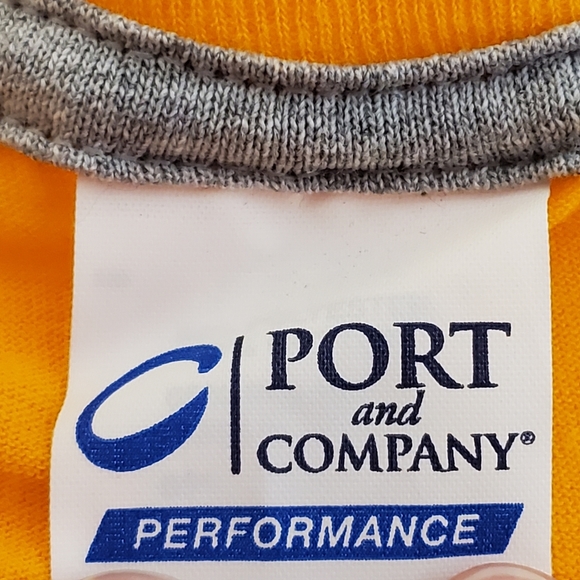 PORT
and
COMPANY®
PERFORMANCE